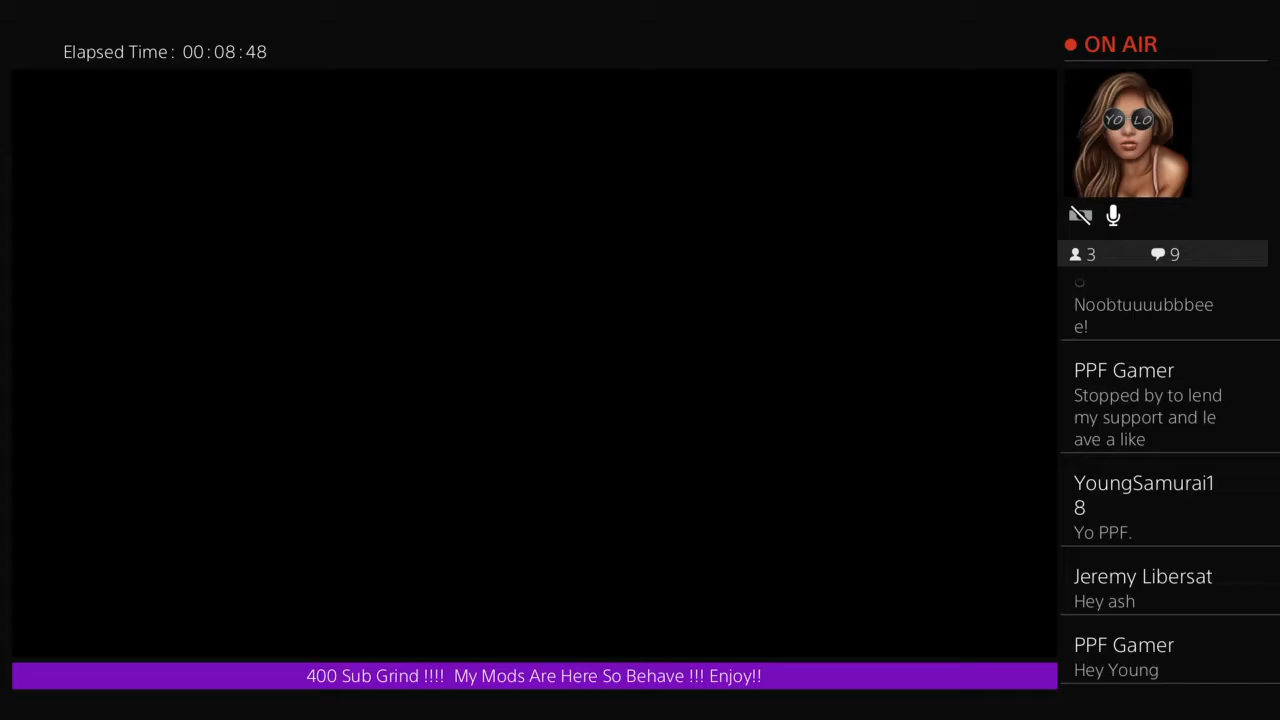 Elapsed Time: 00:08:48
ON AIR
YO LO
3 9
Noobtuuuubbbee
e!
PPF Gamer
Stopped by to lend
my support and le
ave a like
YoungSamurai1
8
Yo PPF.
Jeremy Libersat
Hey ash
PPF Gamer
Hey Young
400 Sub Grind !!!! My Mods Are Here So Behave !!! Enjoy!!